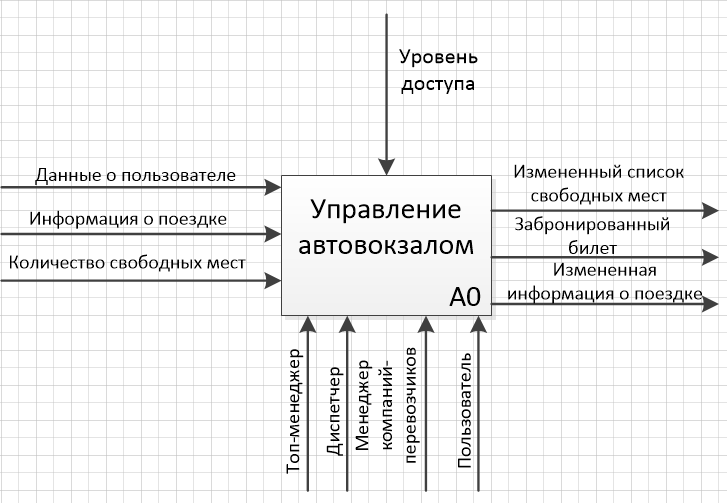 Уровень
доступа
Данные о пользователе
Информация о поездке
Количество свободных мест
Управление
автовокзалом
A0
Измененный список
свободных мест
Забронированный
билет
Измененная
информация о поездке
Топ-менеджер
Диспетчер
Менеджер
компаний-
перевозчиков
Пользователь